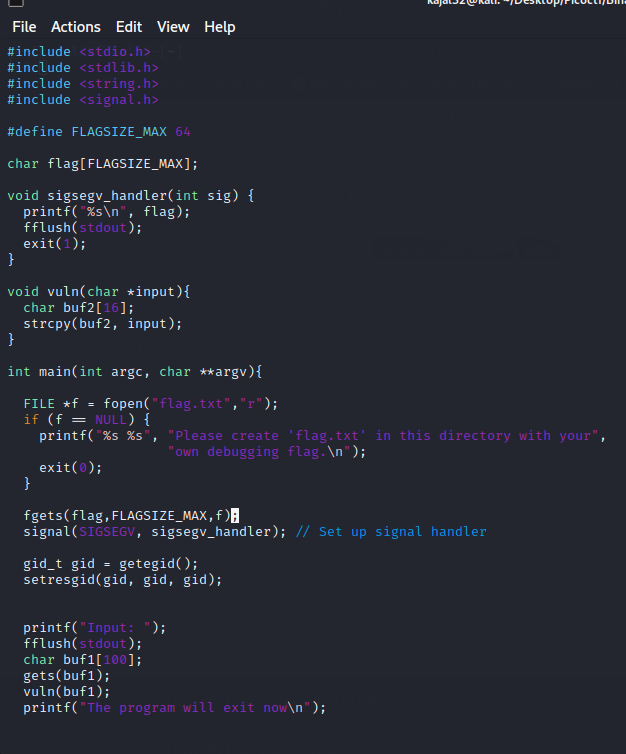 kajal32@kali: ~/Desktop/Picoctf/Bina
File Actions Edit View Help
#include <stdio.h>
#include <stdlib.h>
#include <string.h>
#include <signal.h>
#define FLAGSIZE_MAX 64
char flag[FLAGSIZE_MAX];
void sigsegv_handler(int sig) {
  printf("%s\n", flag);
  fflush(stdout);
  exit(1);
}
void vuln(char *input){
  char buf2[16];
  strcpy(buf2, input);
}
int main(int argc, char **argv){
  FILE *f = fopen("flag.txt","r");
  if (f == NULL) {
    printf("%s %s", "Please create 'flag.txt' in this directory with your",
                    "own debugging flag.\n");
    exit(0);
  }
  fgets(flag,FLAGSIZE_MAX,f);
  signal(SIGSEGV, sigsegv_handler); // Set up signal handler
  gid_t gid = getegid();
  setresgid(gid, gid, gid);
  printf("Input: ");
  fflush(stdout);
  char buf1[100];
  gets(buf1);
  vuln(buf1);
  printf("The program will exit now\n");